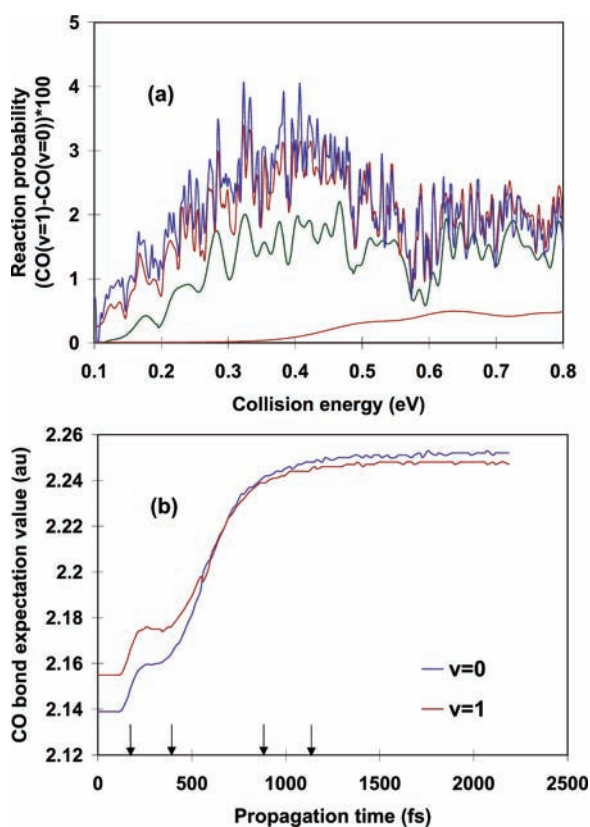 5
4
3
2
1
0
Reaction probability
(CO(v=1)-CO(v=0))*100
(a)
0.1 0.2 0.3 0.4 0.5 0.6 0.7 0.8
Collision energy (eV)
2.26
2.24
2.22
2.2
2.18
2.16
2.14
2.12
CO bond expectation value (au)
(b)
v=0
v=1
0 500 1000 1500 2000 2500
Propagation time (fs)